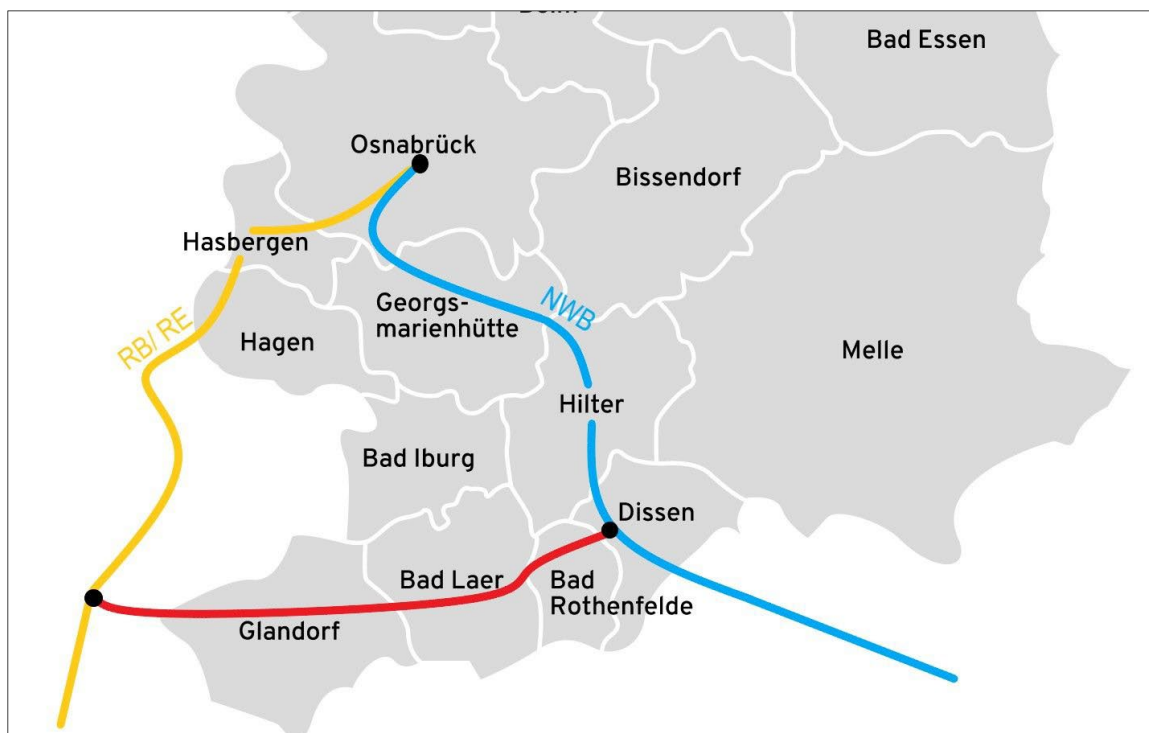 Bad Essen
Osnabrück
Bissendorf
Hasbergen
Georgs-
marienhütte
NWB
RB/ RE
Hagen
Melle
Hilter
Bad Iburg
Dissen
Bad Laer
Bad
Rothenfelde
Glandorf